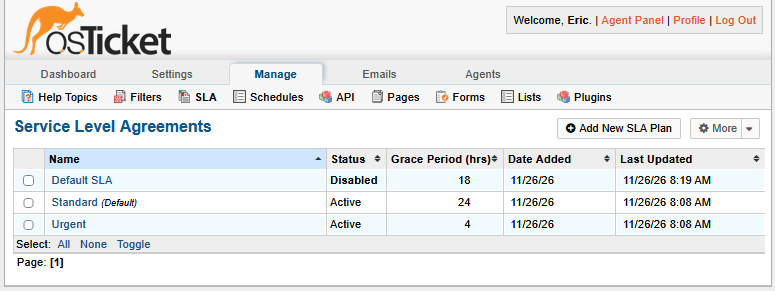 osTicket
Welcome, Eric. | Agent Panel | Profile | Log Out
Dashboard Settings Manage Emails Agents
Help Topics Filters SLA Schedules API Pages Forms Lists Plugins
Service Level Agreements Add New SLA Plan More
Name Status Grace Period (hrs) Date Added Last Updated
Default SLA Disabled 18 11/26/26 11/26/26 8:19 AM
Standard (Default) Active 24 11/26/26 11/26/26 8:08 AM
Urgent Active 4 11/26/26 11/26/26 8:08 AM
Select: All None Toggle
Page: [1]